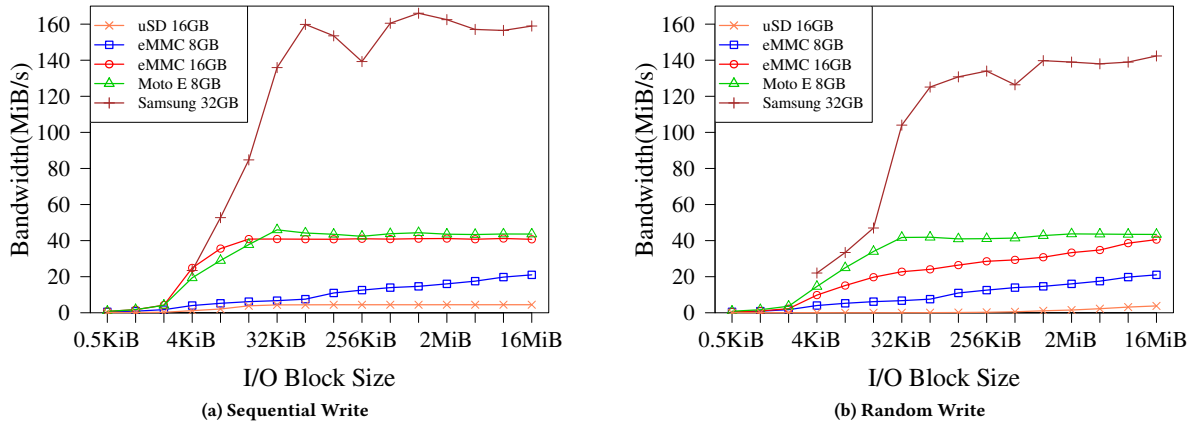 160
140
120
100
80
60
40
20
0
Bandwidth(MiB/s)
uSD 16GB
eMMC 8GB
eMMC 16GB
Moto E 8GB
Samsung 32GB
0.5KiB 4KiB 32KiB 256KiB 2MiB 16MiB
I/O Block Size
(a) Sequential Write
160
140
120
100
80
60
40
20
0
Bandwidth(MiB/s)
uSD 16GB
eMMC 8GB
eMMC 16GB
Moto E 8GB
Samsung 32GB
0.5KiB 4KiB 32KiB 256KiB 2MiB 16MiB
I/O Block Size
(b) Random Write